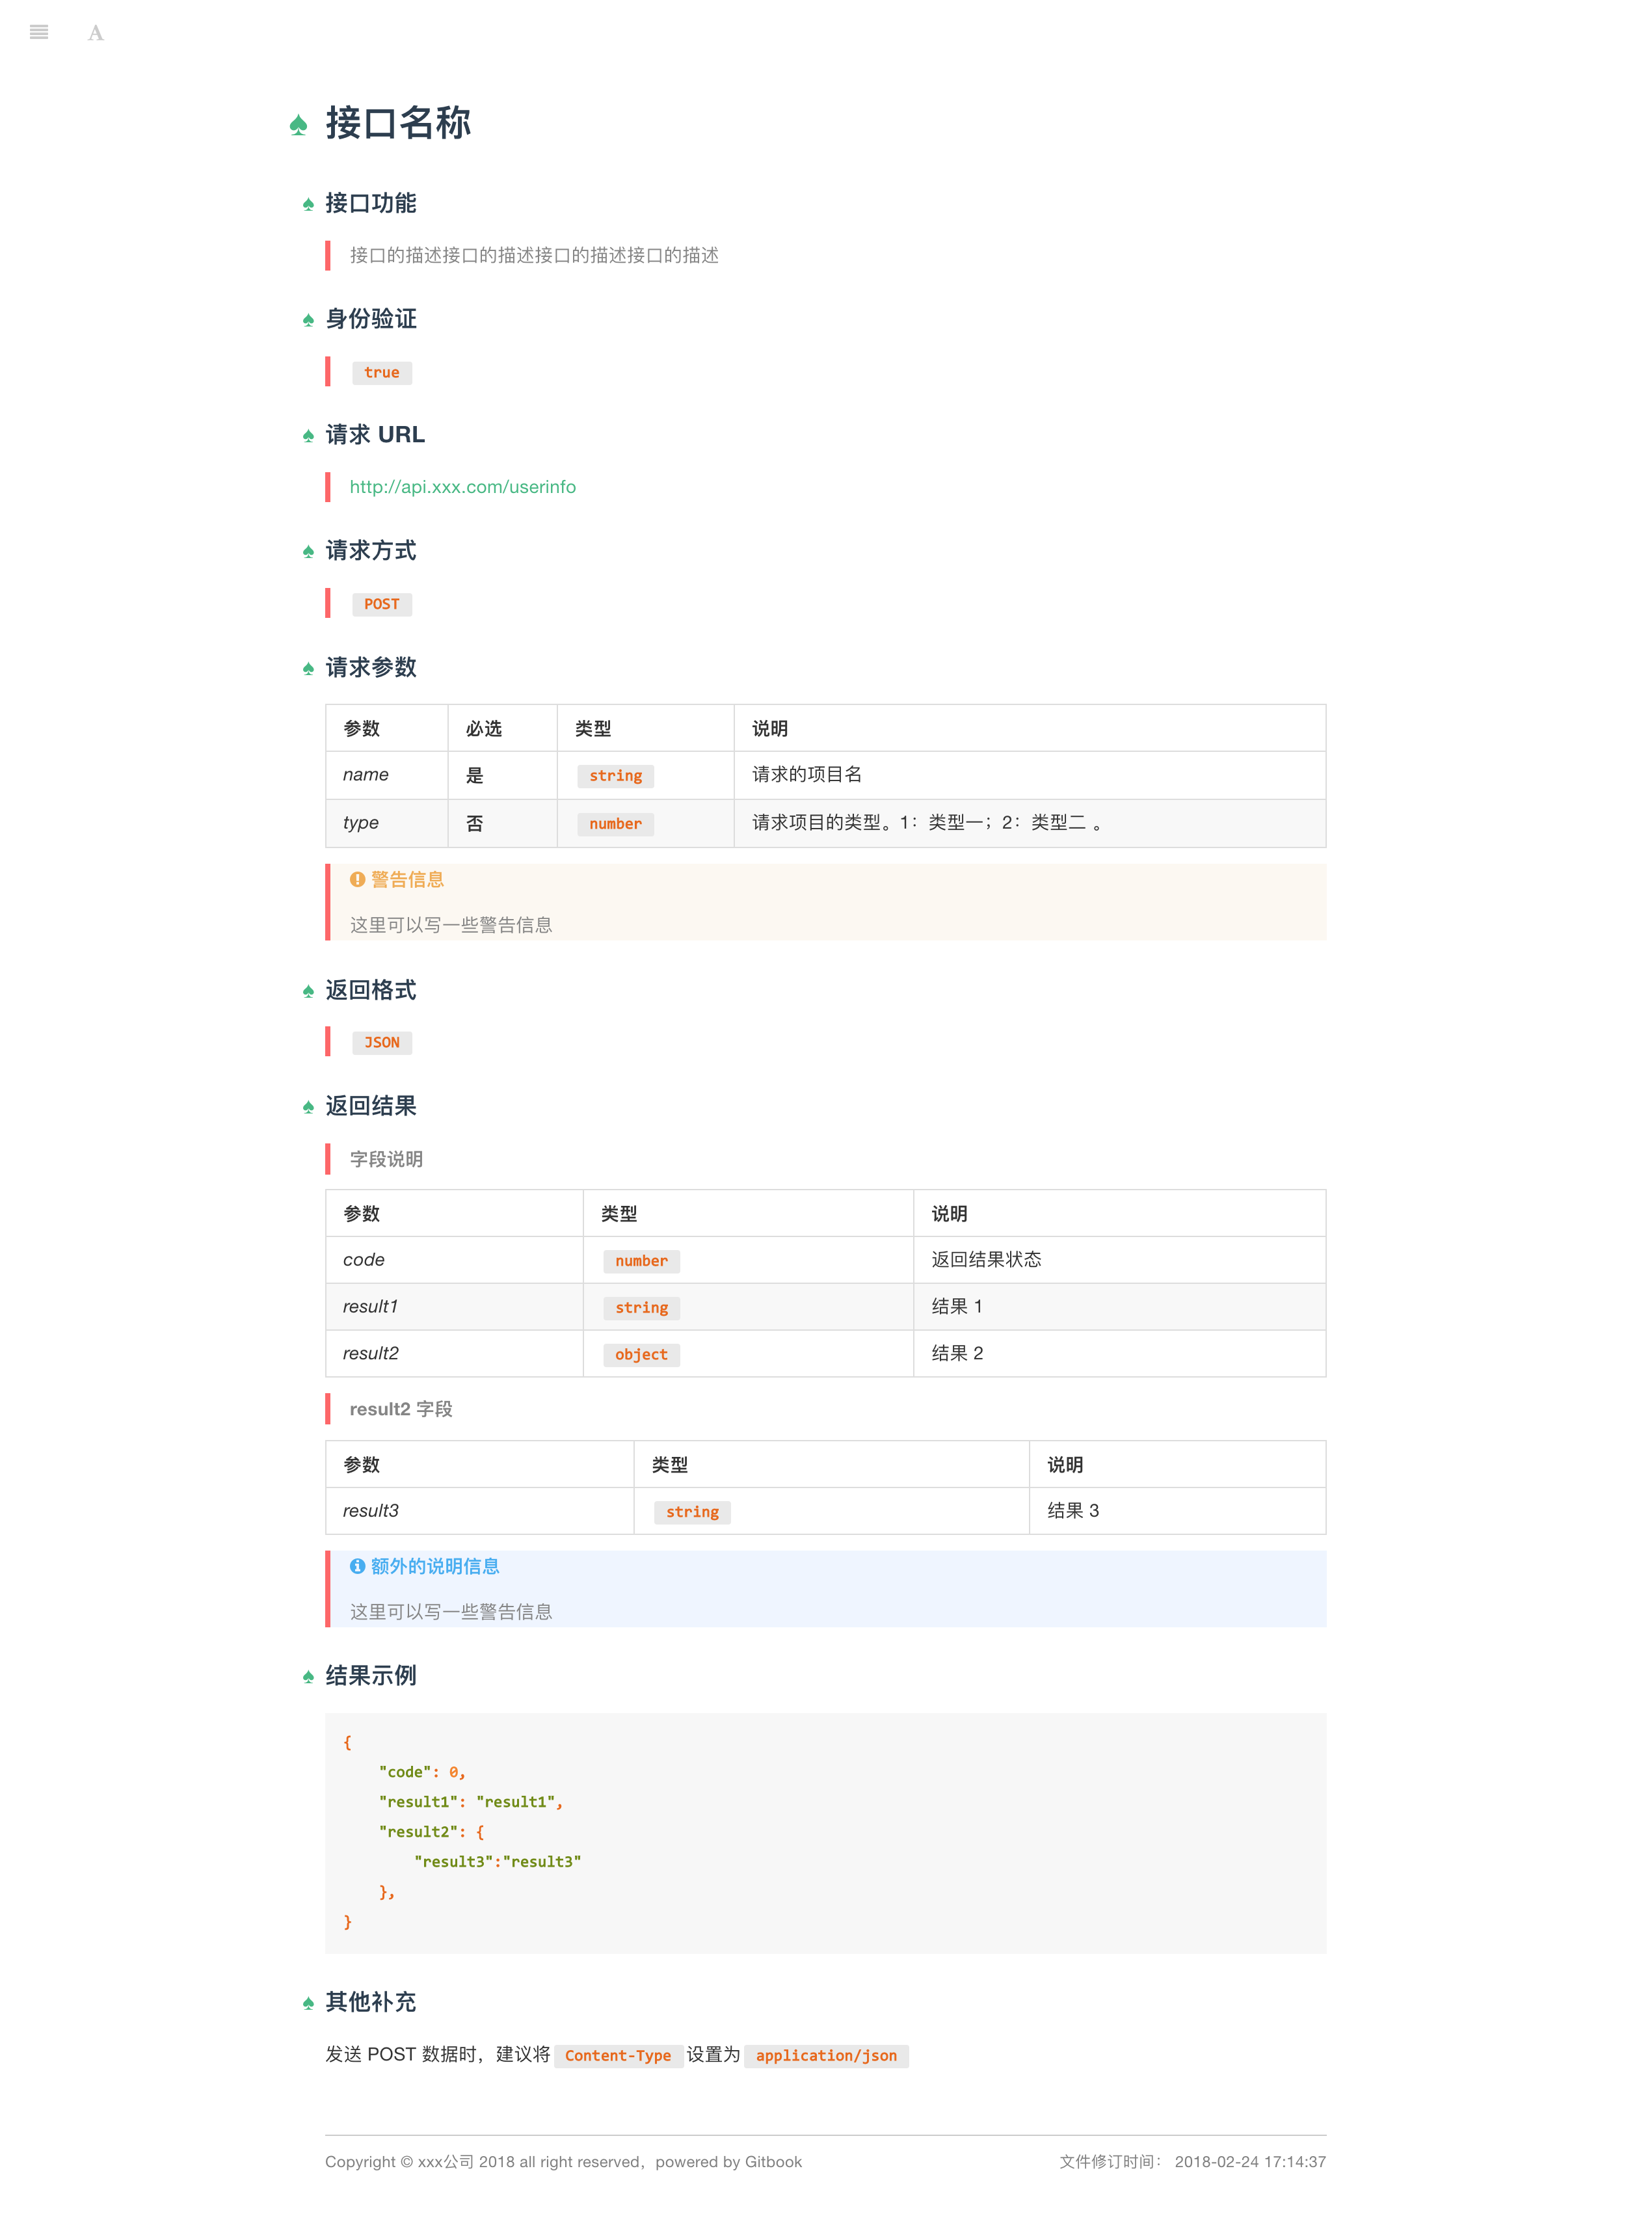 A
♠ 接口名称
♠ 接口功能
接口的描述接口的描述接口的描述接口的描述
♠ 身份验证
true
♠ 请求 URL
http://api.xxx.com/userinfo
♠ 请求方式
POST
♠ 请求参数
参数 必选 类型 说明
name 是 string 请求的项目名
type 否 number 请求项目的类型。1：类型一；2：类型二 。
警告信息
这里可以写一些警告信息
♠ 返回格式
JSON
♠ 返回结果
字段说明
参数 类型 说明
code number 返回结果状态
result1 string 结果 1
result2 object 结果 2
result2 字段
参数 类型 说明
result3 string 结果 3
额外的说明信息
这里可以写一些警告信息
♠ 结果示例
{
    "code": 0,
    "result1": "result1",
    "result2": {
        "result3":"result3"
    },
}
♠ 其他补充
发送 POST 数据时，建议将 Content-Type 设置为 application/json
Copyright © xxx公司 2018 all right reserved，powered by Gitbook 文件修订时间： 2018-02-24 17:14:37